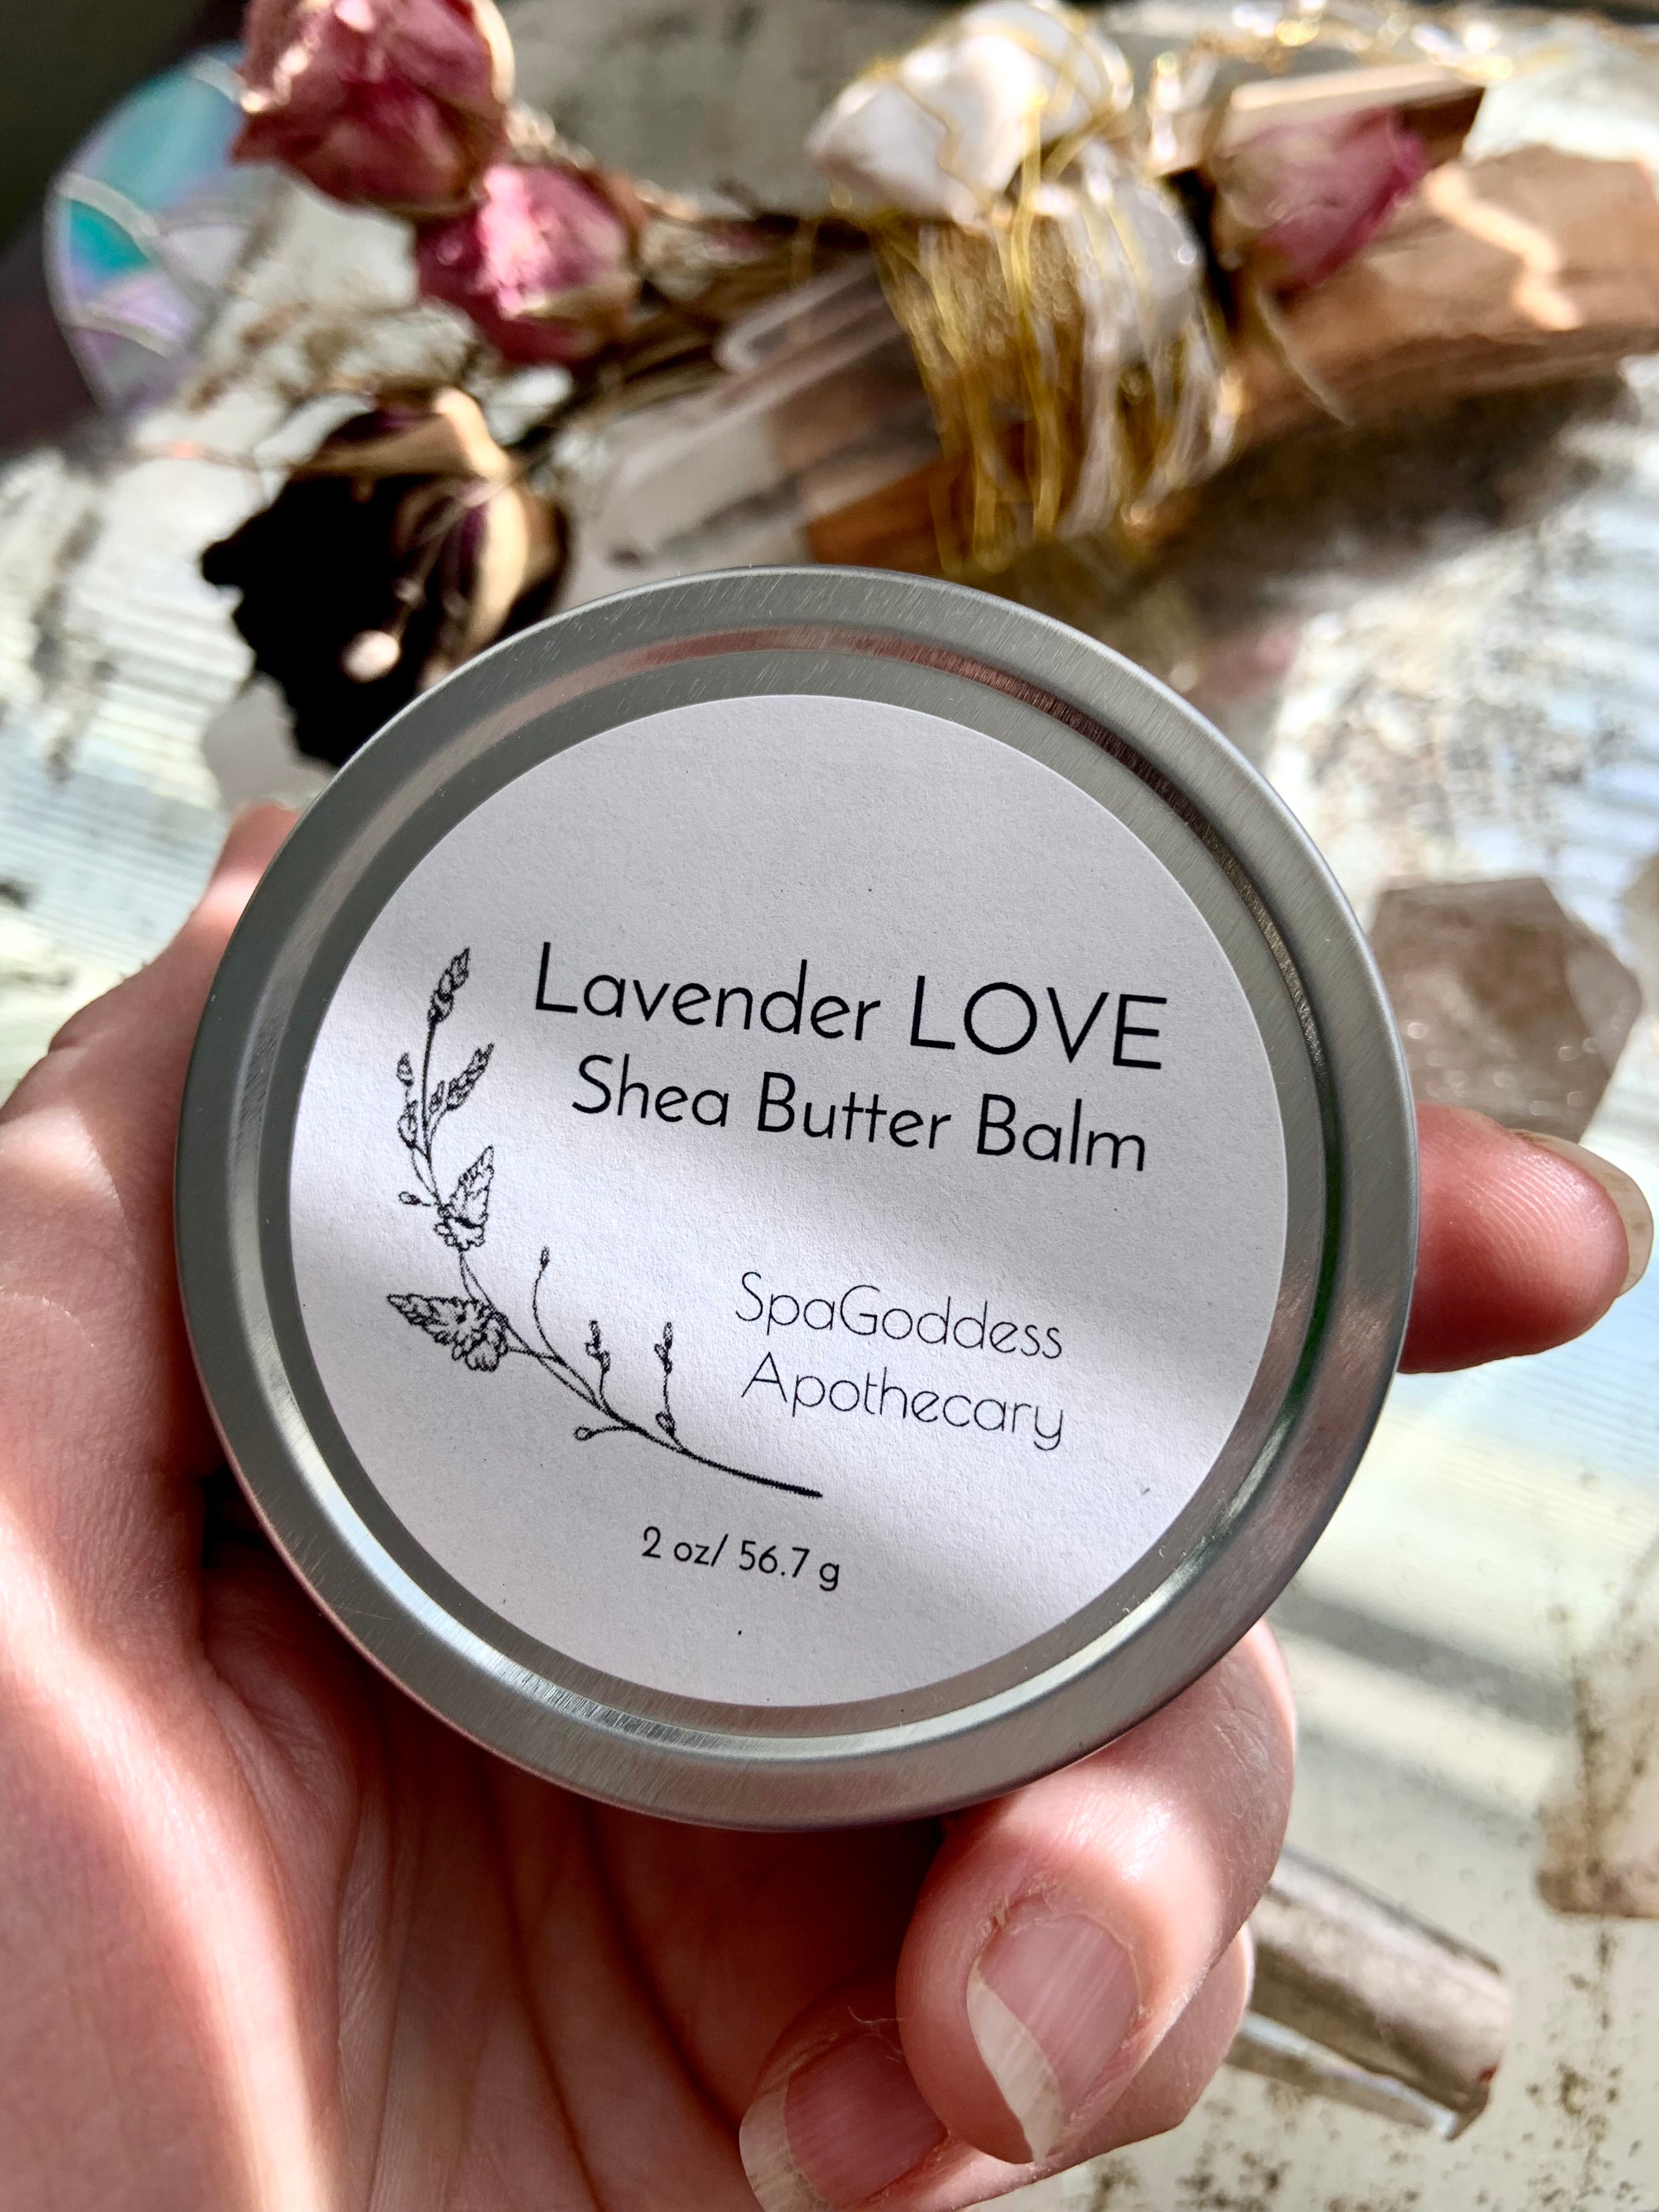 Lavender LOVE
Shea Butter Balm
SpaGoddess
Apothecary
2 oz/ 56.7 g